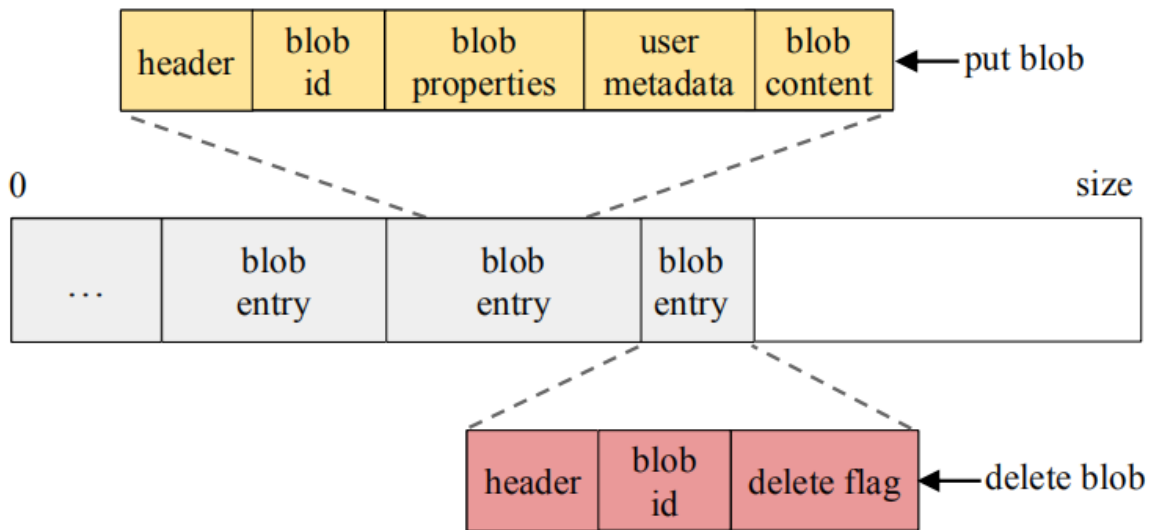 header
blob
id
blob
properties
user
metadata
blob
content
put blob
0
size
...
blob
entry
blob
entry
blob
entry
header
blob
id
delete flag
delete blob